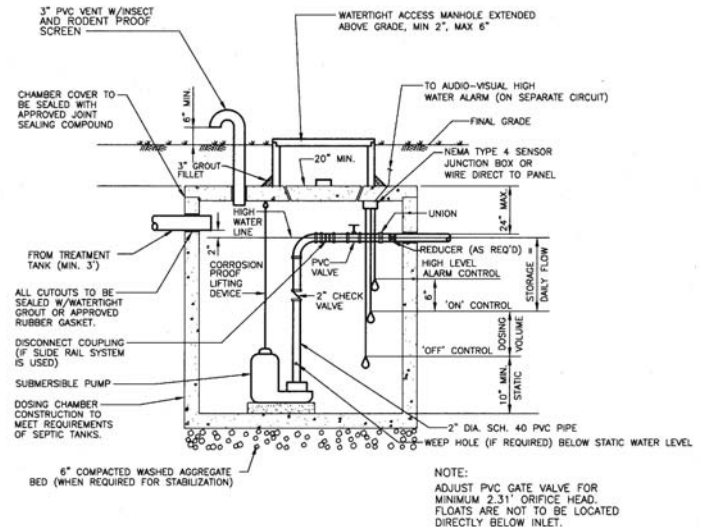 3" PVC VENT W/INSECT
AND RODENT PROOF
SCREEN
WATERTIGHT ACCESS MANHOLE EXTENDED
ABOVE GRADE, MIN 2", MAX 6"
CHAMBER COVER TO
BE SEALED WITH
APPROVED JOINT
SEALING COMPOUND
6" MIN.
TO AUDIO-VISUAL HIGH
WATER ALARM (ON SEPARATE CIRCUIT)
FINAL GRADE
3" GROUT
FILLET
20" MIN.
NEMA TYPE 4 SENSOR
JUNCTION BOX OR
WIRE DIRECT TO PANEL
24" MAX.
HIGH
WATER
LINE
UNION
2"
FROM TREATMENT
TANK (MIN. 3')
CORROSION
PROOF
LIFTING
DEVICE
PVC
VALVE
REDUCER (AS REQ'D)
HIGH LEVEL
ALARM CONTROL
STORAGE =
DAILY FLOW
ALL CUTOUTS TO BE
SEALED W/WATERTIGHT
GROUT OR APPROVED
RUBBER GASKET.
2" CHECK
VALVE
6"
'ON' CONTROL
DISCONNECT COUPLING
(IF SLIDE RAIL SYSTEM
IS USED)
DOSING
VOLUME
'OFF' CONTROL
SUBMERSIBLE PUMP
10" MIN.
STATIC
DOSING CHAMBER
CONSTRUCTION TO
MEET REQUIREMENTS
OF SEPTIC TANKS.
2" DIA. SCH. 40 PVC PIPE
WEEP HOLE (IF REQUIRED) BELOW STATIC WATER LEVEL
6" COMPACTED WASHED AGGREGATE
BED (WHEN REQUIRED FOR STABILIZATION)
NOTE:
ADJUST PVC GATE VALVE FOR
MINIMUM 2.31' ORIFICE HEAD.
FLOATS ARE NOT TO BE LOCATED
DIRECTLY BELOW INLET.